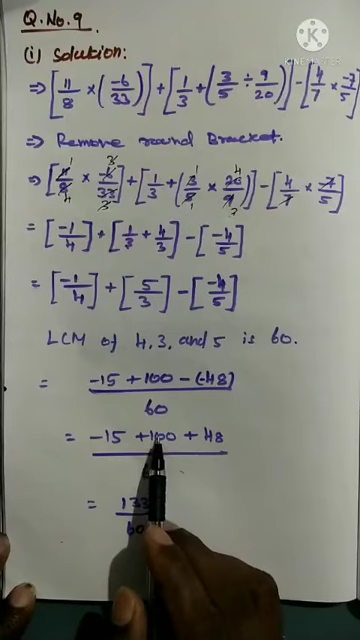 Q.No.9
KINEMASTER
(i) Solution:
⇒ [11/8 × (-6/33)] + [1/3 + (3/5 ÷ 9/20)] - [4/7 × -7/5]
⇒ Remove round Bracket.
⇒ [11/8 × -6/33] + [1/3 + (3/5 × 20/9)] - [4/7 × -7/5]
= [-1/4] + [1/3 + 4/3] - [-4/5]
= [-1/4] + [5/3] - [-4/5]
LCM of 4,3, and 5 is 60.
= -15 + 100 - (-48) / 60
= -15 + 100 + 48
= 133/60